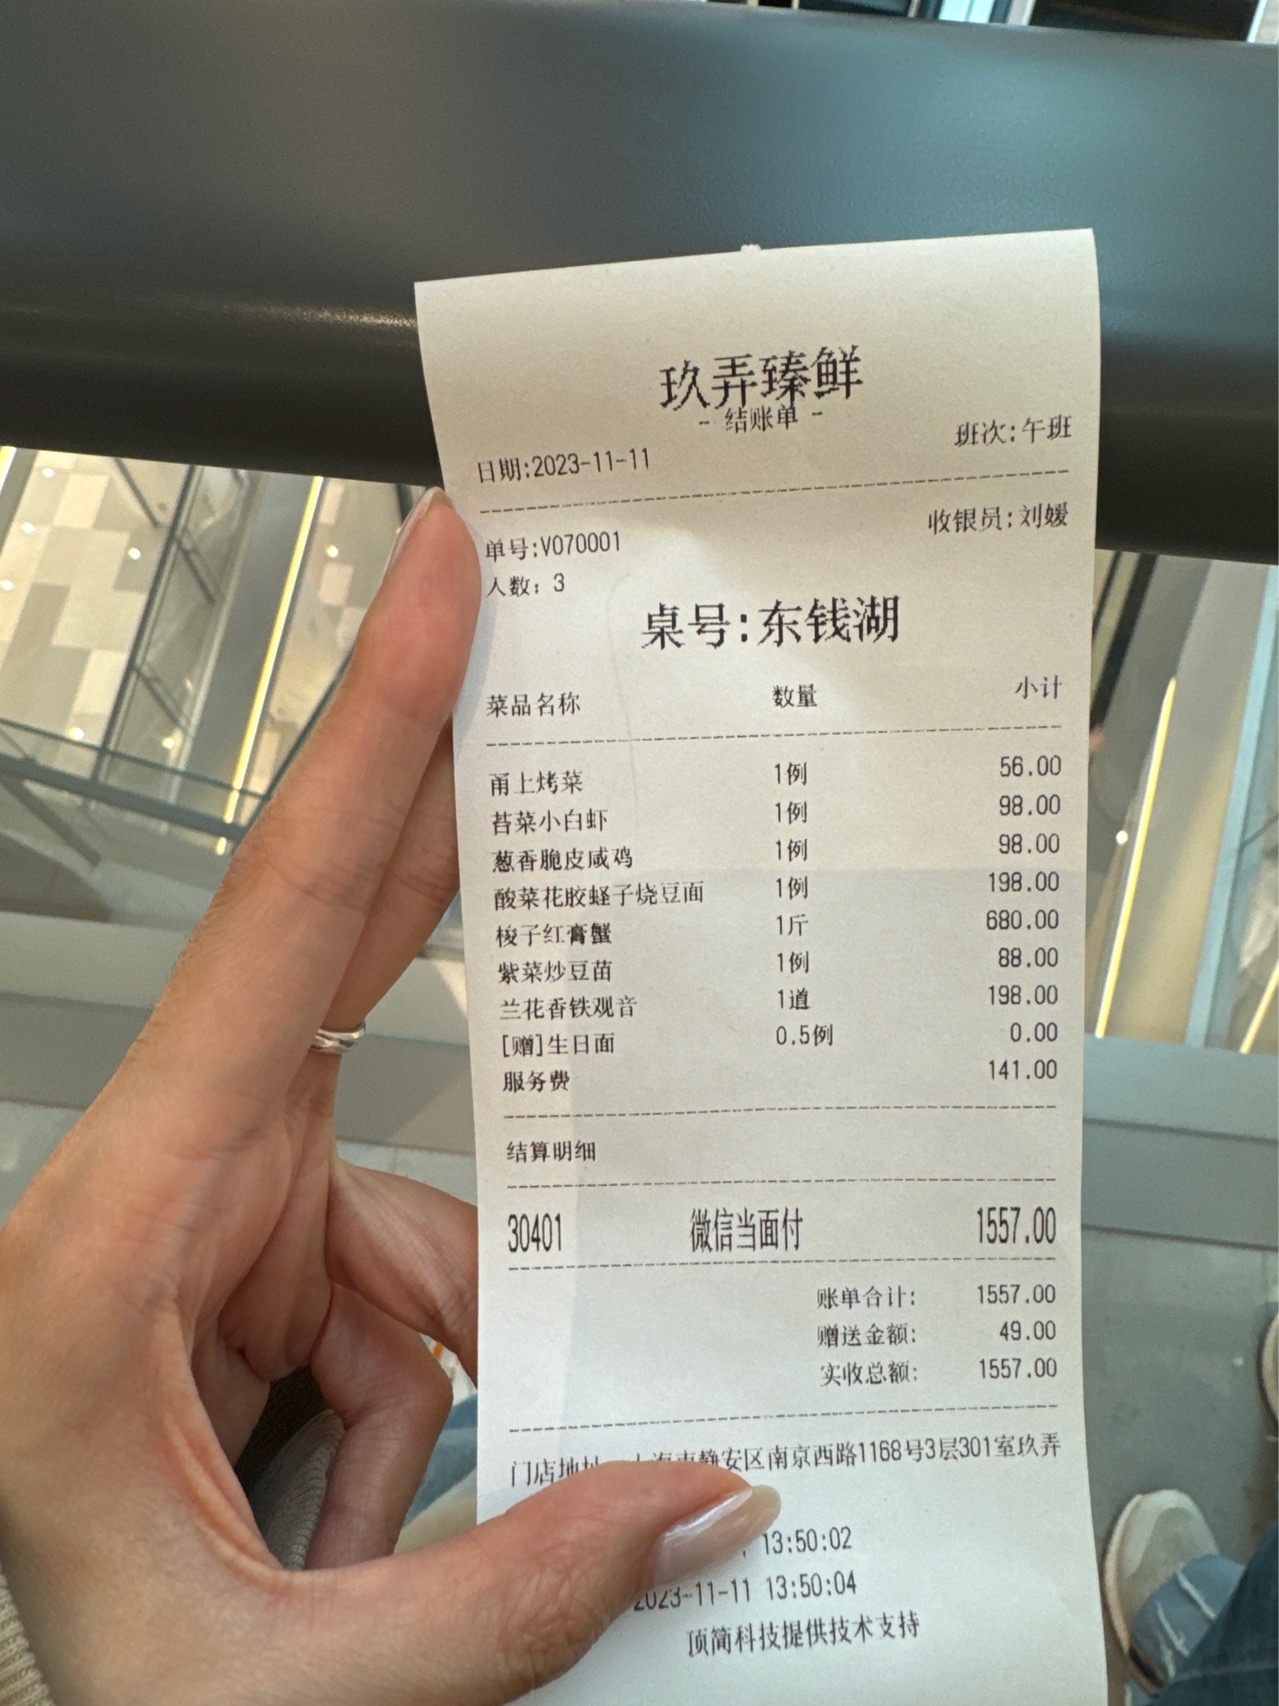 玖弄臻鲜
- 结账单 -
日期:2023-11-11 班次:午班
单号:V070001 收银员:刘媛
人数: 3
桌号:东钱湖
菜品名称 数量 小计
甬上烤菜 1例 56.00
苔菜小白虾 1例 98.00
葱香脆皮咸鸡 1例 98.00
酸菜花胶蛏子烧豆面 1例 198.00
梭子红膏蟹 1斤 680.00
紫菜炒豆苗 1例 88.00
兰花香铁观音 1道 198.00
[赠]生日面 0.5例 0.00
服务费 141.00
结算明细
30401 微信当面付 1557.00
账单合计: 1557.00
赠送金额: 49.00
实收总额: 1557.00
门店地址 上海市静安区南京西路1168号3层301室玖弄
13:50:02
2023-11-11 13:50:04
顶简科技提供技术支持